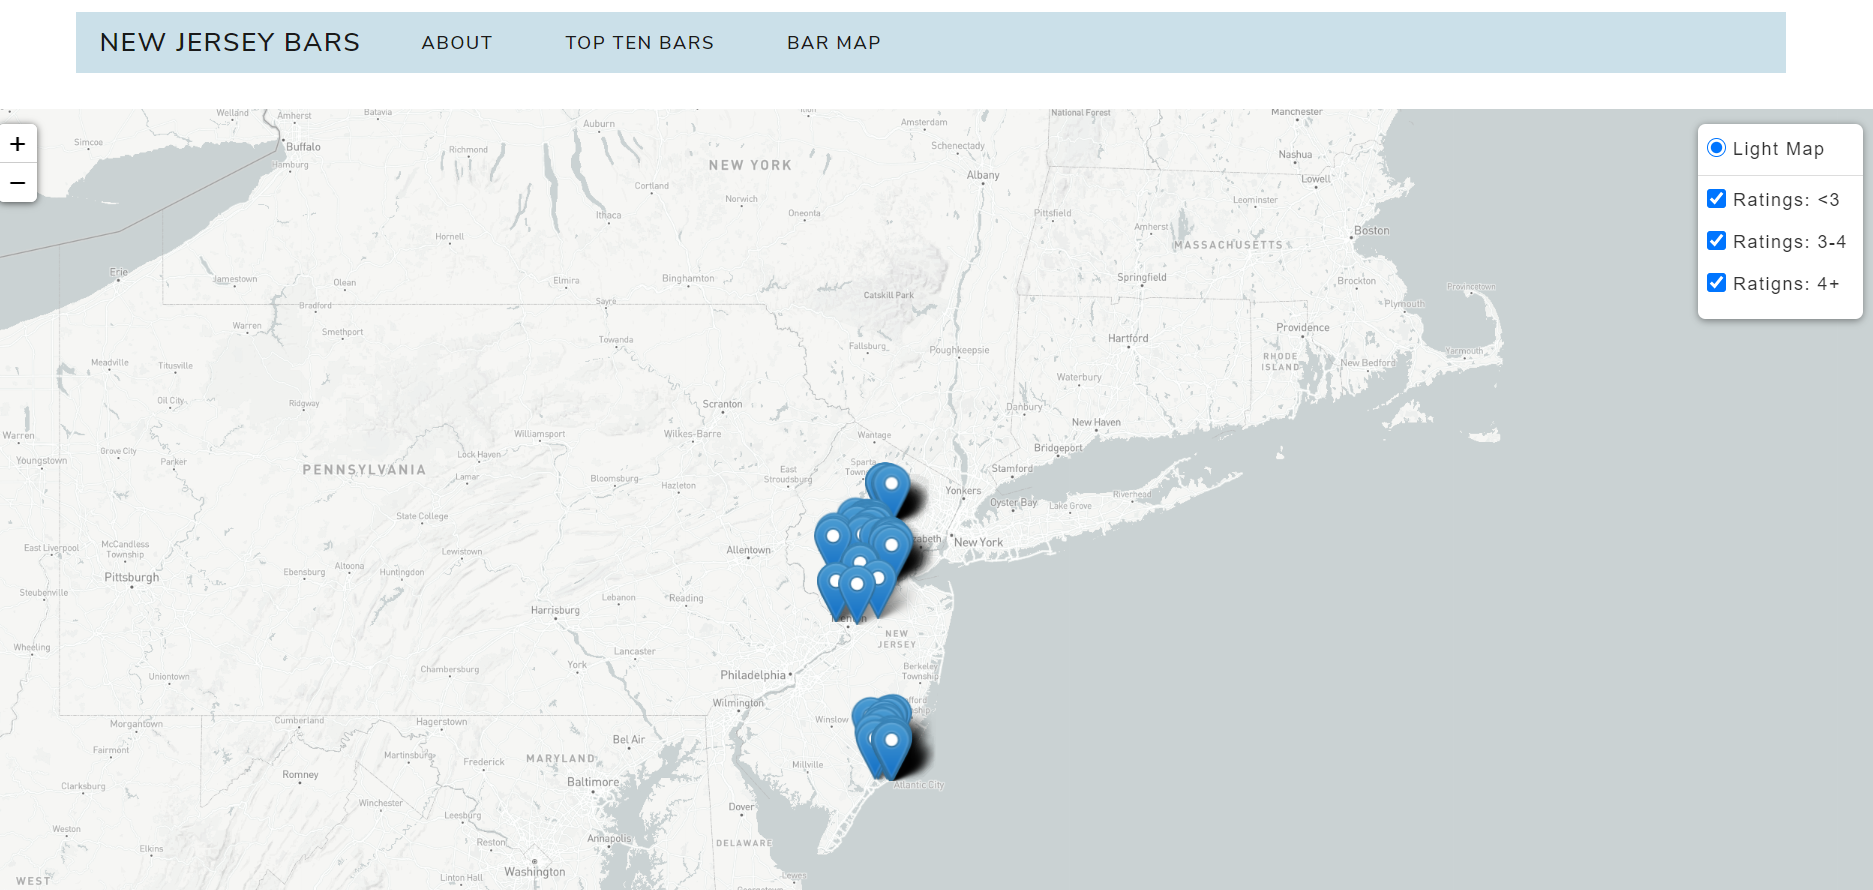 NEW JERSEY BARS
ABOUT
TOP TEN BARS
BAR MAP
+
−
Light Map
Ratings: <3
Ratings: 3-4
Ratigns: 4+
Welland
Amherst
Batavia
Auburn
Amsterdam
National Forest
Manchester
Simcoe
Buffalo
Hamburg
Richmond
NEW YORK
Schenectady
Nashua
Albany
Lowell
Cortland
Norwich
Leominster
Ithaca
Oneonta
Pittsfield
Hornell
Amherst
Boston
MASSACHUSETTS
Erie
Jamestown
Olean
Elmira
Binghamton
Springfield
Brockton
Provincetown
Bradford
Sayre
Catskill Park
Plymouth
Warren
Smethport
Towanda
Fallsburg
Poughkeepsie
Hartford
Providence
Meadville
Titusville
RHODE
ISLAND
New Bedford
Yarmouth
Waterbury
Oil City
Ridgway
Scranton
Danbury
New Haven
Warren
Williamsport
Wilkes-Barre
Wantage
Bridgeport
Grove City
Lock Haven
Youngstown
Parker
PENNSYLVANIA
Lamar
Bloomsburg
Hazleton
East
Stroudsburg
Sparta
Stamford
Yonkers
Oyster Bay
Lake Grove
Riverhead
State College
East Liverpool
McCandless
Township
Lewistown
Allentown
New York
Pittsburgh
Ebensburg
Altoona
Huntingdon
Steubenville
Harrisburg
Lebanon
Reading
NEW
JERSEY
Wheeling
Lancaster
York
Chambersburg
Uniontown
Philadelphia
Berkeley
Township
Wilmington
Morgantown
Cumberland
Hagerstown
Winslow
Fairmont
Martinsburg
Bel Air
MARYLAND
Frederick
Romney
Baltimore
Millville
Atlantic City
Clarksburg
Winchester
Leesburg
Dover
Weston
Elkins
Reston
Annapolis
DELAWARE
Washington
WEST
Linton Hall
Lewes
Georgetown